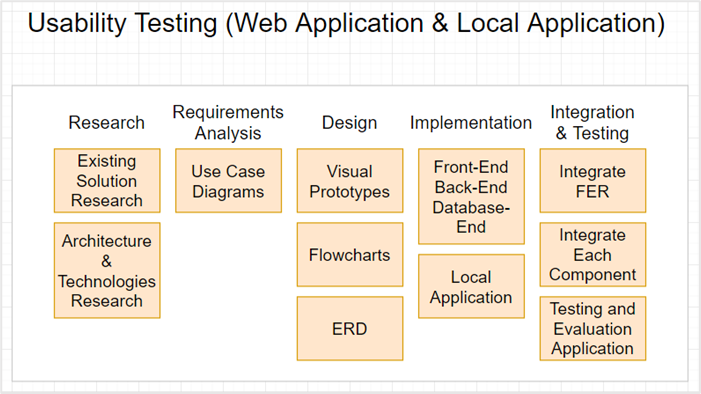 Usability Testing (Web Application & Local Application)
Research
Existing
Solution
Research
Architecture
&
Technologies
Research
Requirements
Analysis
Use Case
Diagrams
Design
Visual
Prototypes
Flowcharts
ERD
Implementation
Front-End
Back-End
Database-
End
Local
Application
Integration
& Testing
Integrate
FER
Integrate
Each
Component
Testing and
Evaluation
Application